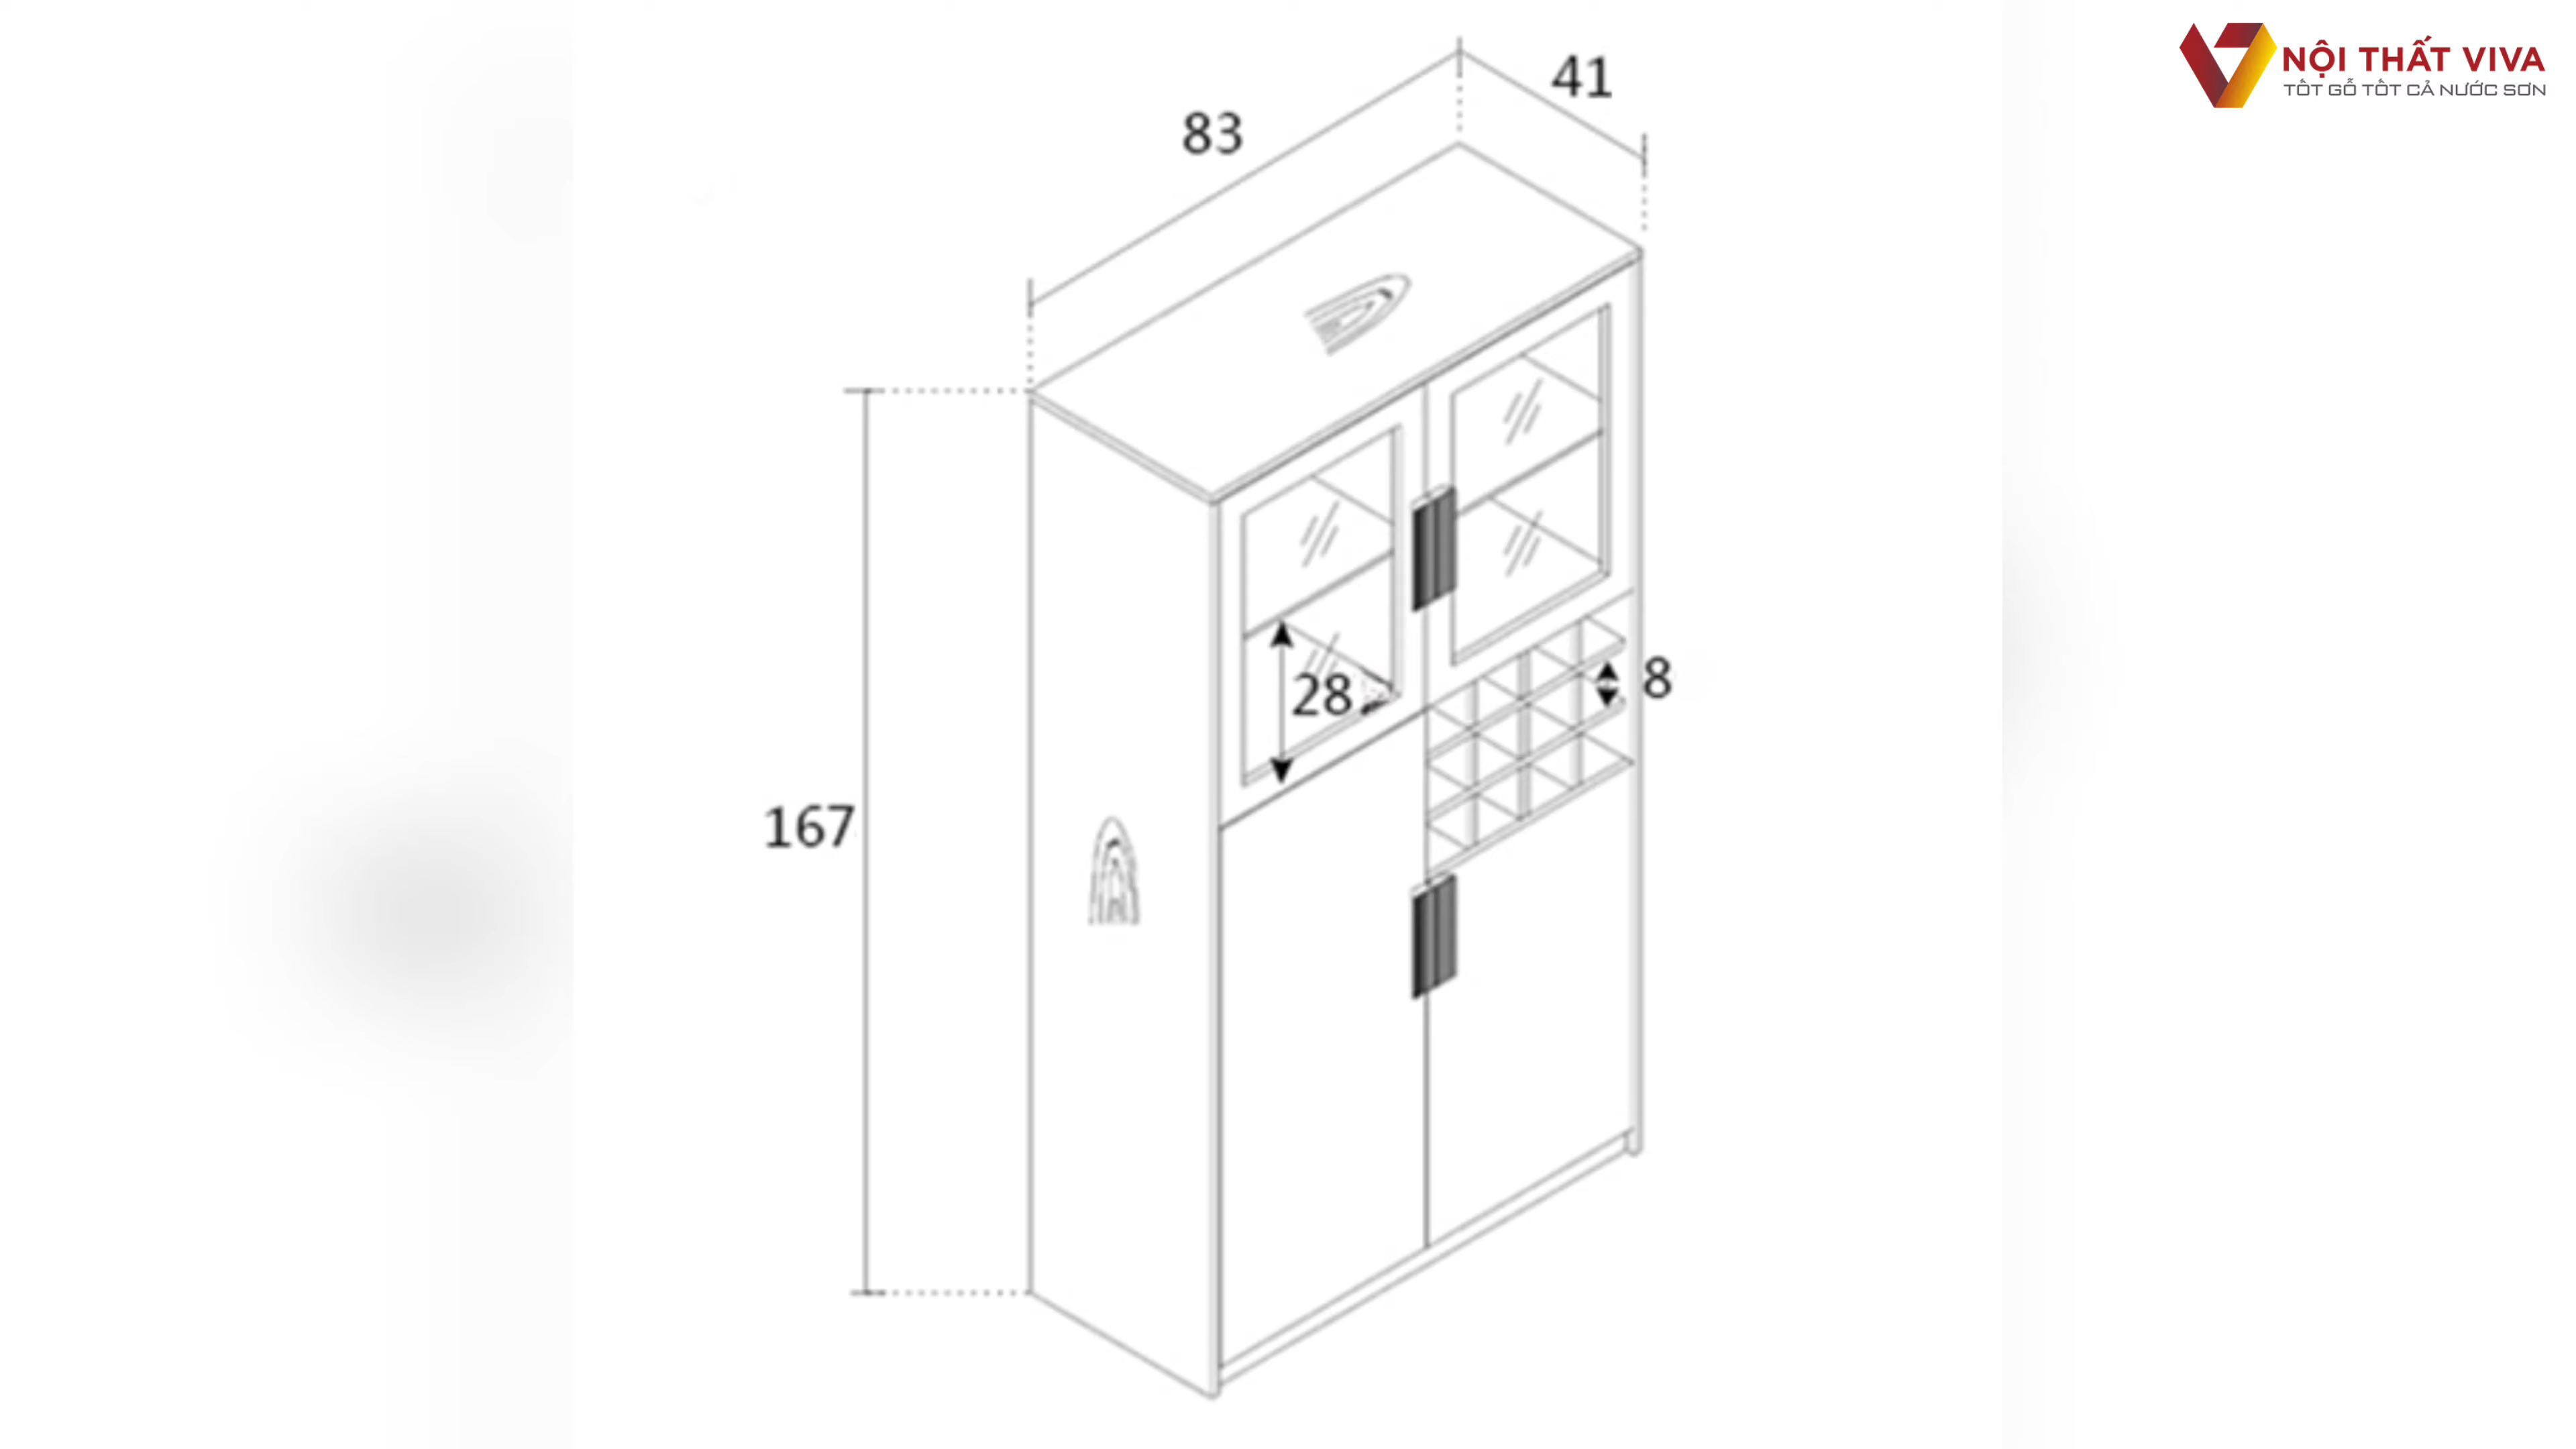 NỘI THẤT VIVA
TỐT GỖ TỐT CẢ NƯỚC SƠN
41
83
8
28
167